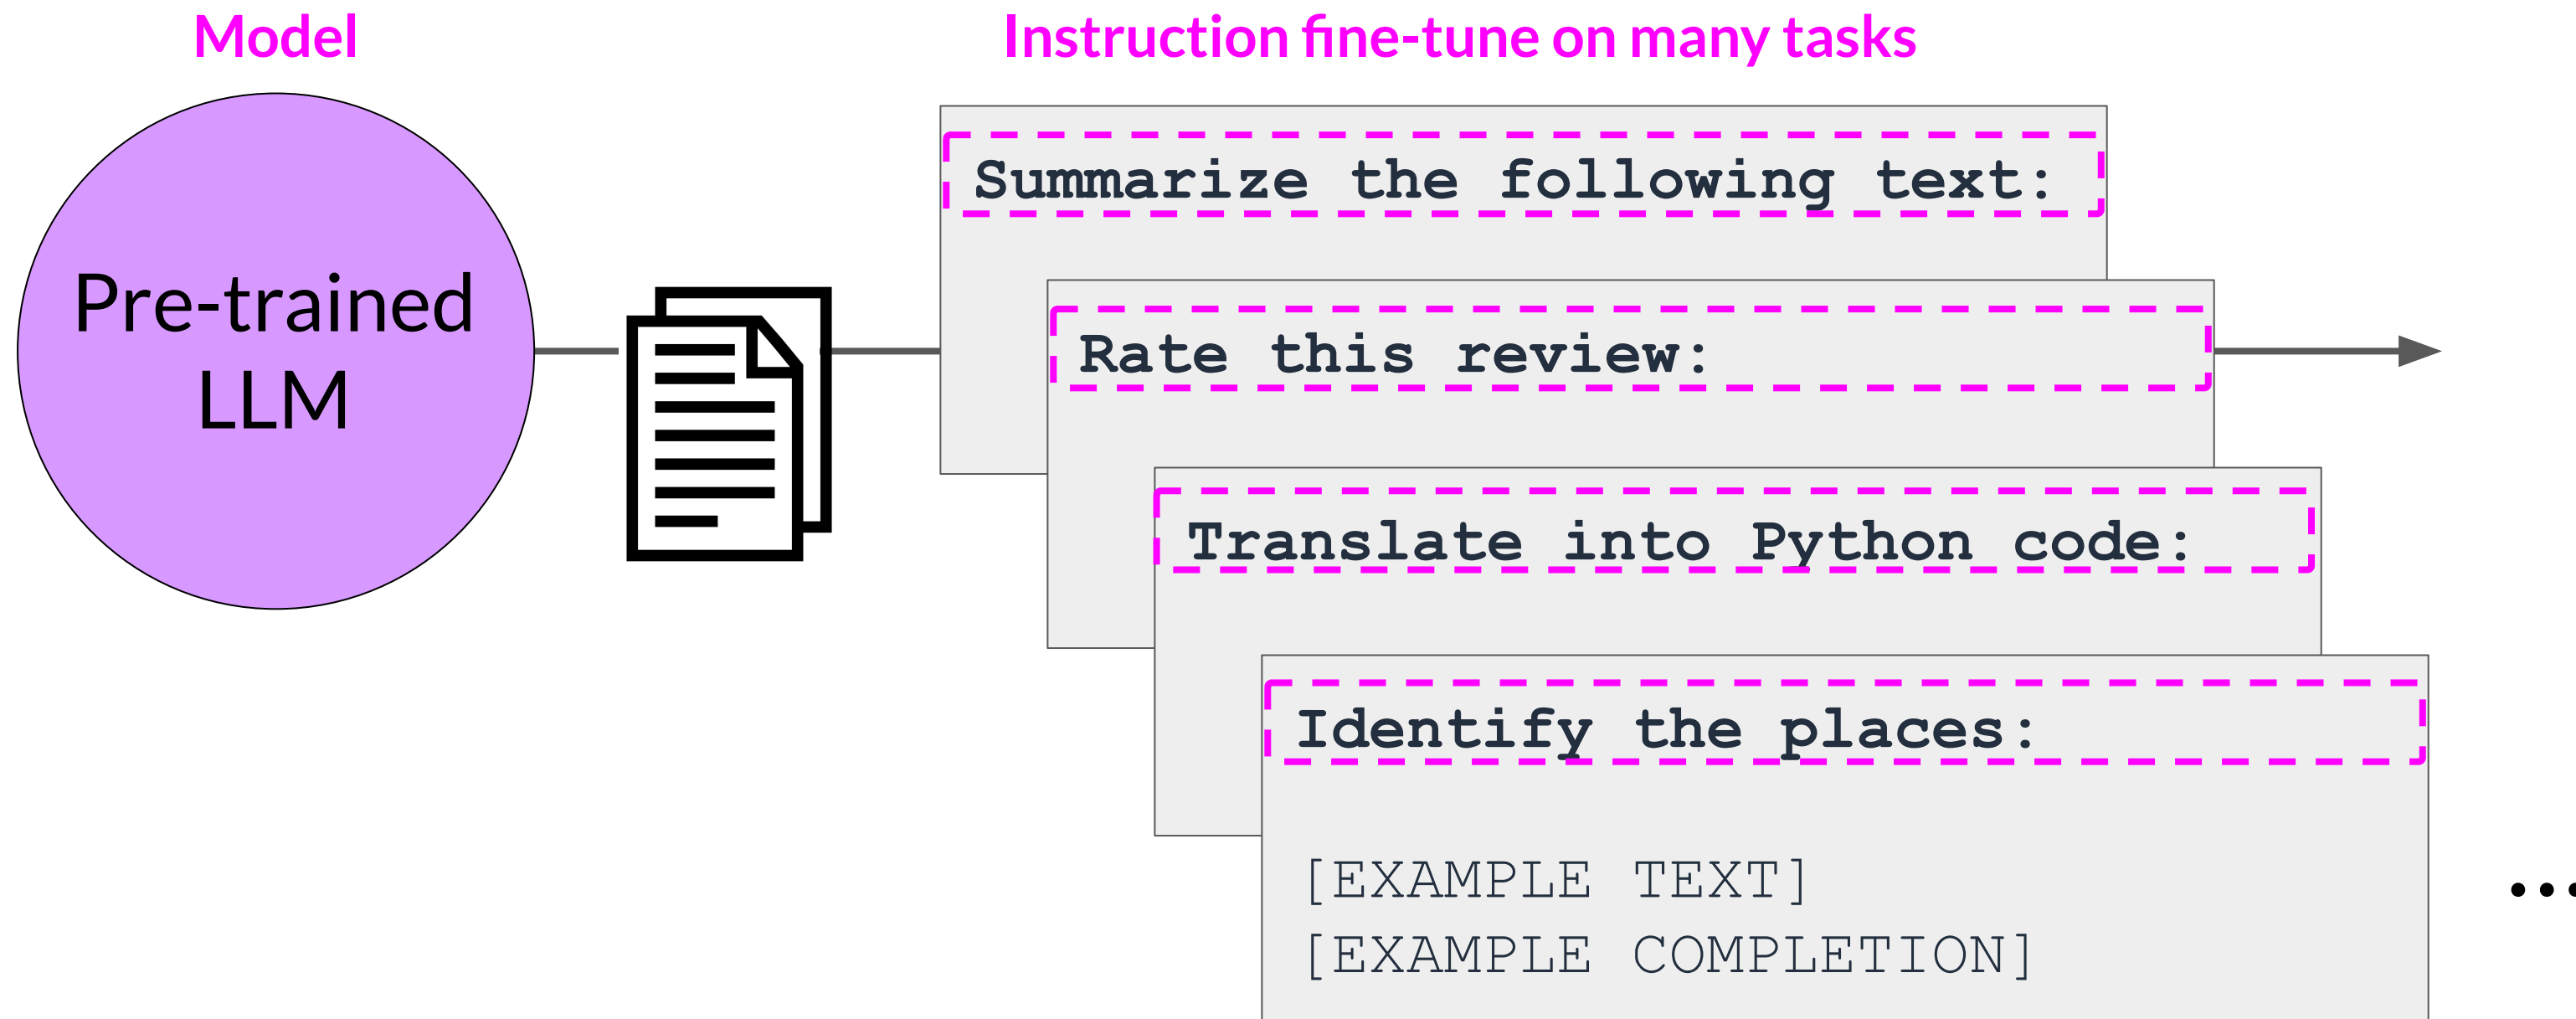 Model
Instruction fine-tune on many tasks
Pre-trained
LLM
Summarize the following text:
Rate this review:
Translate into Python code:
Identify the places:
[EXAMPLE TEXT]
[EXAMPLE COMPLETION]
...